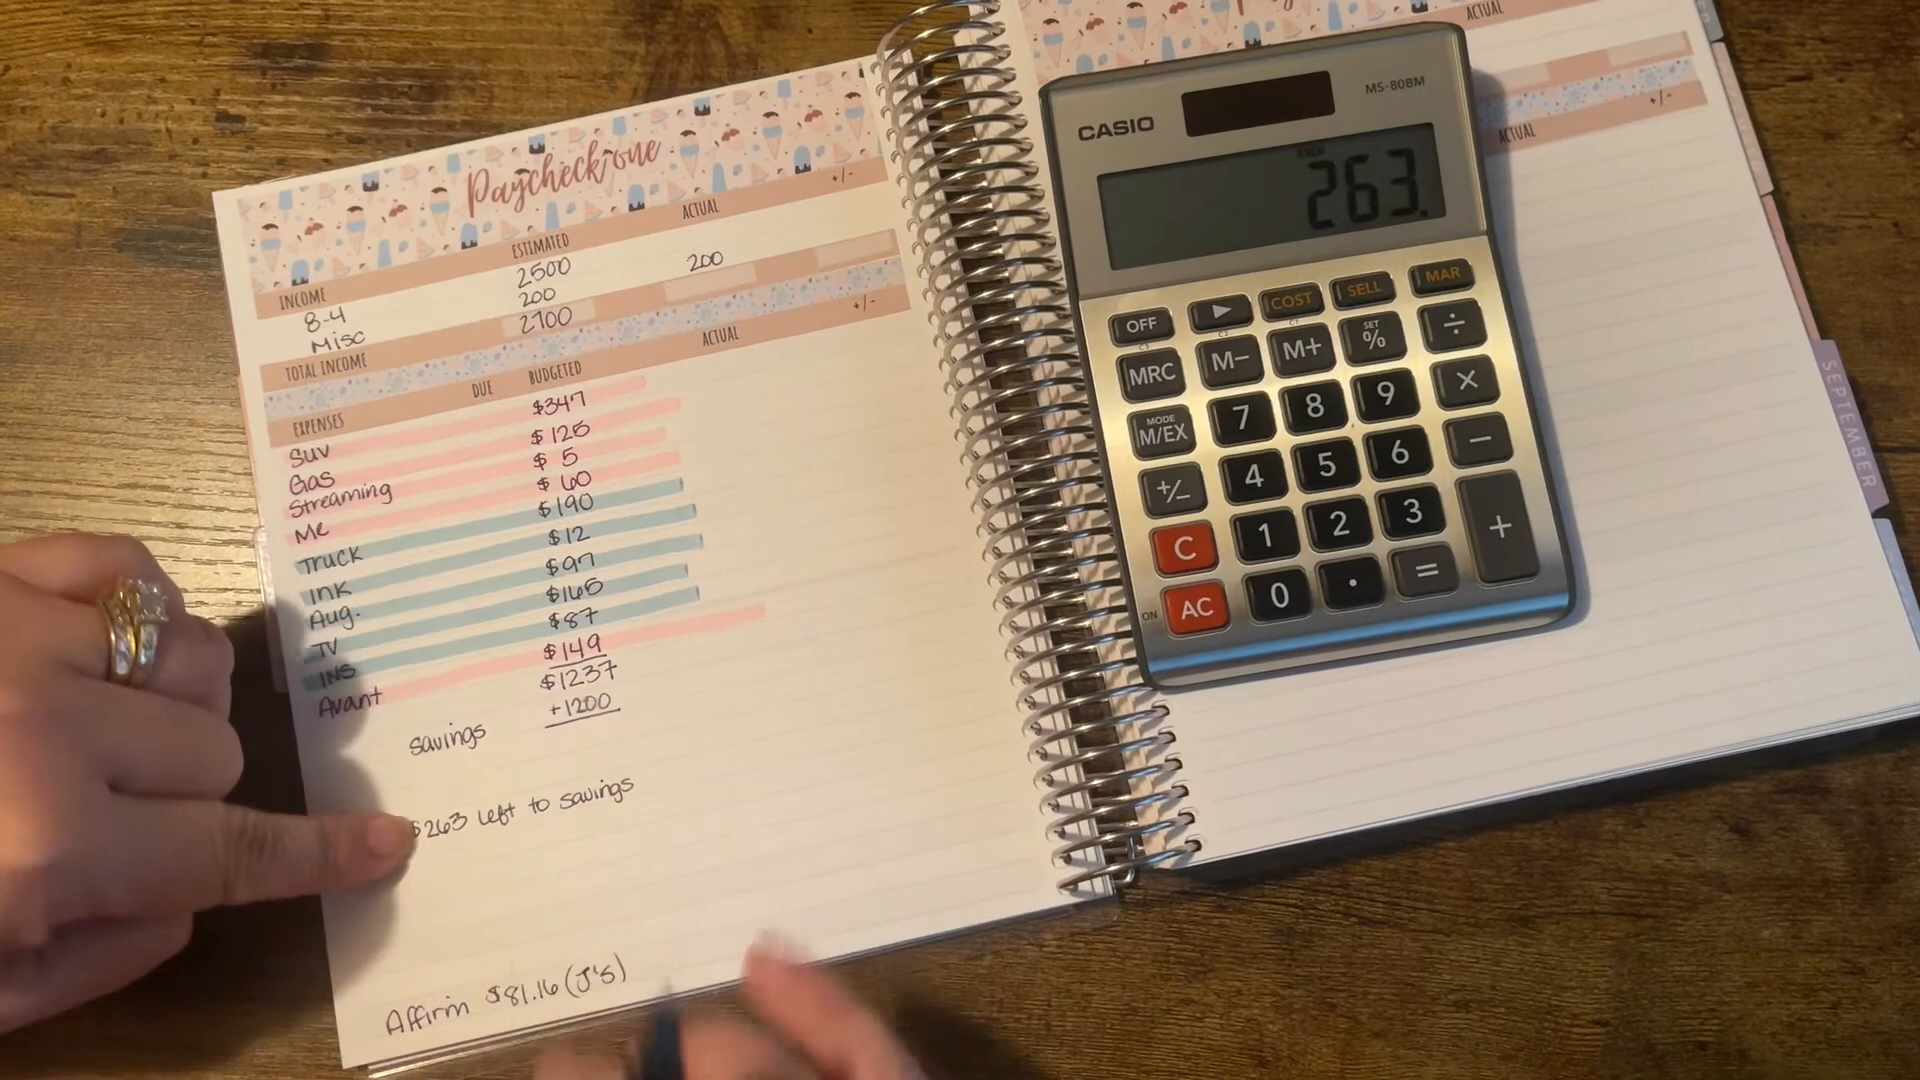 Paycheck one
INCOME ESTIMATED ACTUAL +/-
8-4 2500
Misc 200 200
TOTAL INCOME 2700
EXPENSES DUE BUDGETED ACTUAL +/-
SUV $347
Gas $125
Streaming $ 5
Me $ 60
Truck $190
Ink $12
Aug. $97
TV $165
INS $87
Avant $149
$1237
savings +1200
$263 left to savings
Affirm $81.16 (J'S)
ACTUAL
ACTUAL +/-
SEPTEMBER
CASIO MS-80BM
263.
OFF ▶ COST SELL MAR
MRC M− M+ SET % ÷
MODE M/EX 7 8 9 ×
+/− 4 5 6 −
C 1 2 3 +
ON AC 0 · =